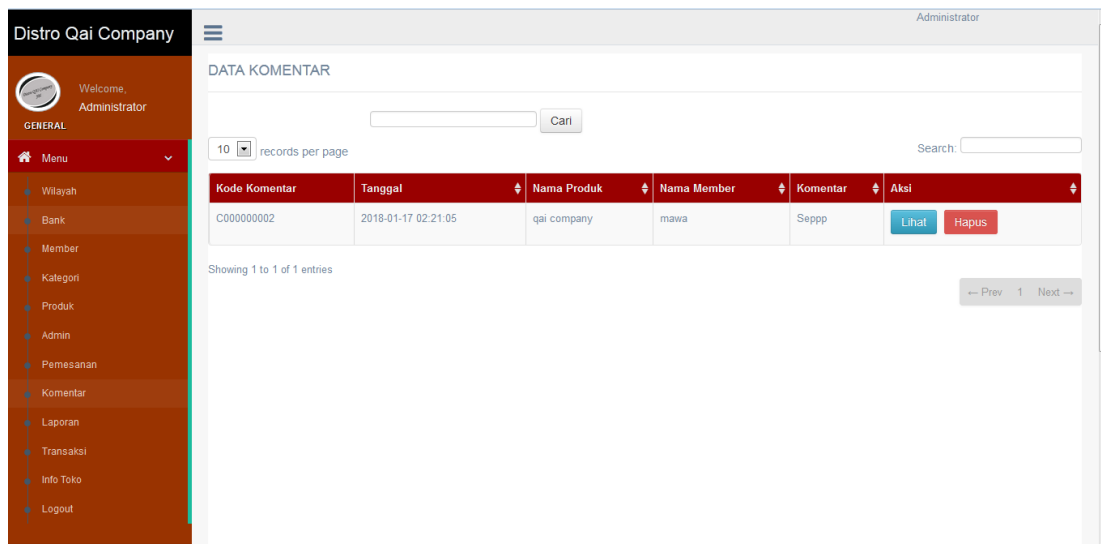 Distro Qai Company
Administrator
Welcome,
Administrator
GENERAL
Menu
Wilayah
Bank
Member
Kategori
Produk
Admin
Pemesanan
Komentar
Laporan
Transaksi
Info Toko
Logout
DATA KOMENTAR
Cari
10 records per page
Search:
Kode Komentar Tanggal Nama Produk Nama Member Komentar Aksi
C000000002 2018-01-17 02:21:05 qai company mawa Seppp Lihat Hapus
Showing 1 to 1 of 1 entries
← Prev 1 Next →